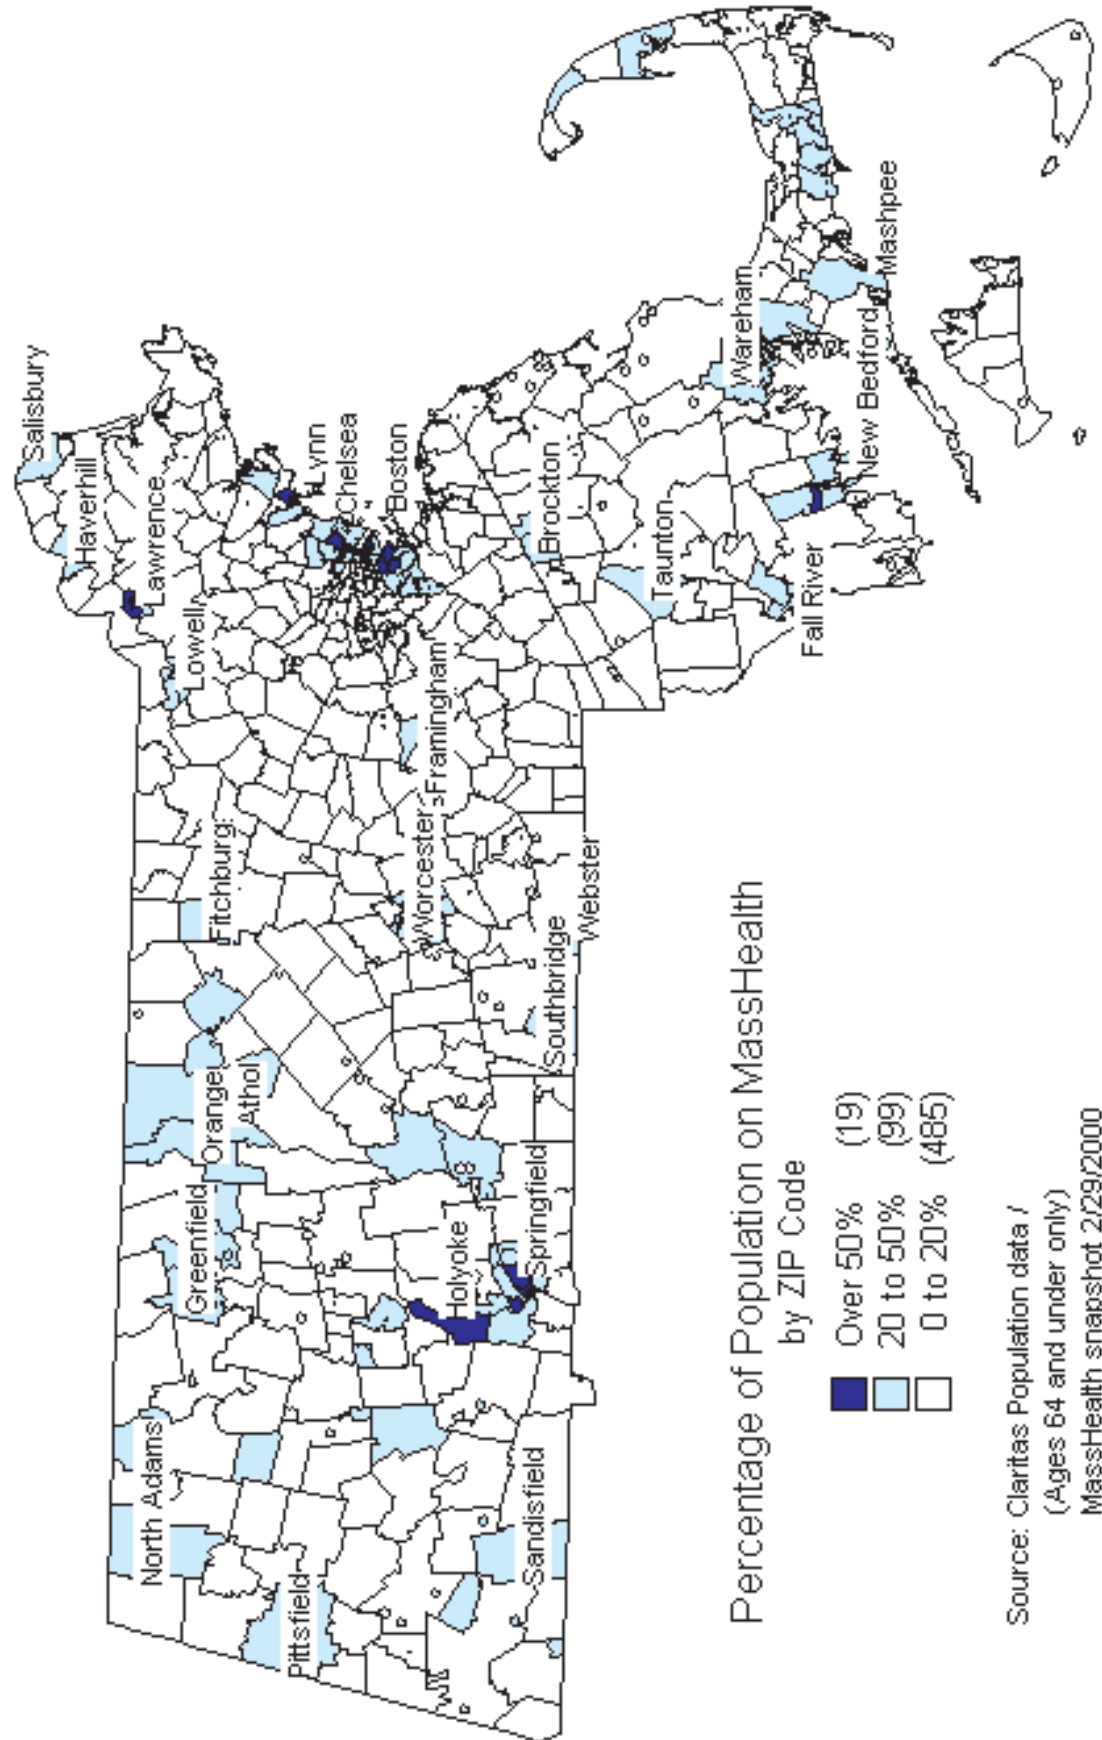 Salisbury
Haverhill
Lawrence
Lowell
Lynn
Chelsea
Boston
Fitchburg
Orange
Athol
Greenfield
North Adams
Pittsfield
Worcester
Framingham
Brockton
Taunton
Wareham
Mashpee
New Bedford
Fall River
Holyoke
Springfield
Southbridge
Webster
Sandisfield
Percentage of Population on MassHealth
by ZIP Code
Over 50% (19)
20 to 50% (99)
0 to 20% (485)
Source: Claritas Population data /
(Ages 64 and under only)
MassHealth snapshot 2/29/2000